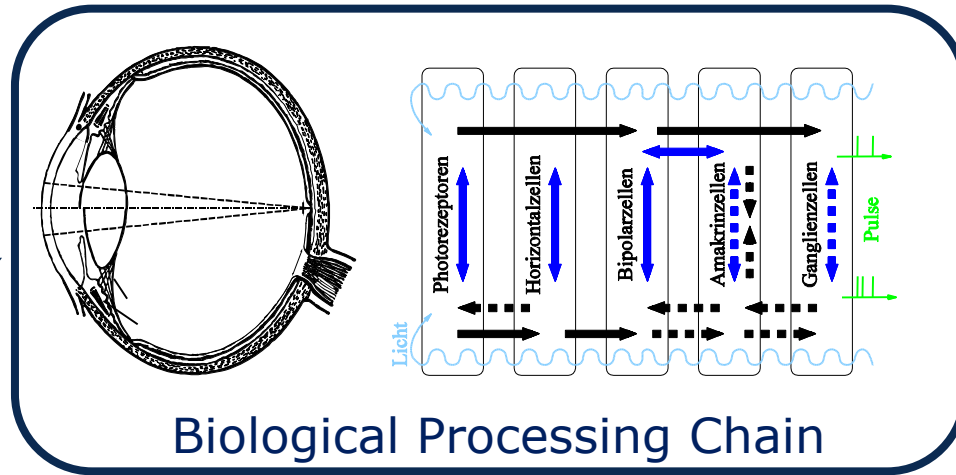 Licht
Photorezeptoren
Horizontalzellen
Bipolarzellen
Amakrinzellen
Ganglienzellen
Pulse
Biological Processing Chain